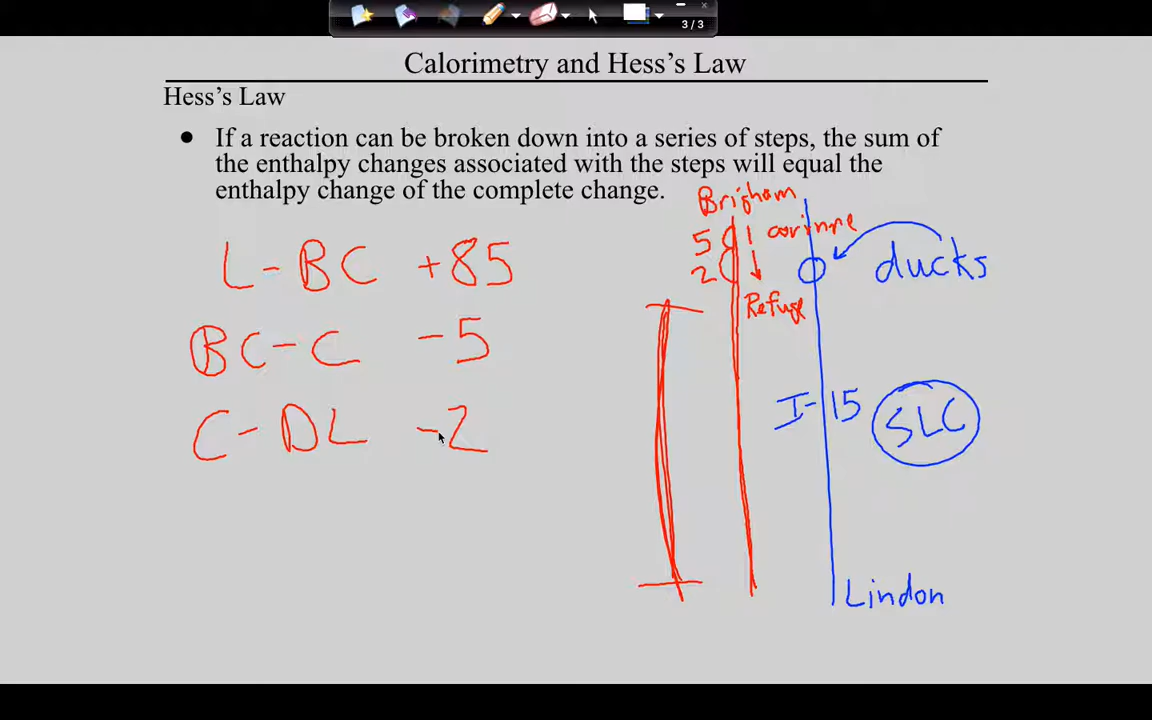 3/3
Calorimetry and Hess's Law
Hess's Law
● If a reaction can be broken down into a series of steps, the sum of
the enthalpy changes associated with the steps will equal the
enthalpy change of the complete change.
Brigham
5 corinne
2
Refuge
ducks
L-BC +85
BC-C -5
C-DL -2
I-15 SLC
Lindon